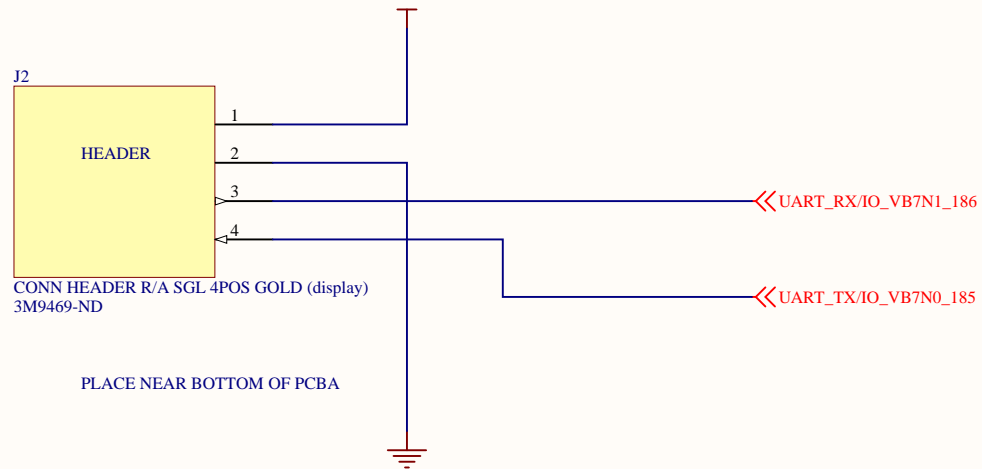 J2
1
HEADER
2
3
UART_RX/IO_VB7N1_186
4
CONN HEADER R/A SGL 4POS GOLD (display)
3M9469-ND
UART_TX/IO_VB7N0_185
PLACE NEAR BOTTOM OF PCBA